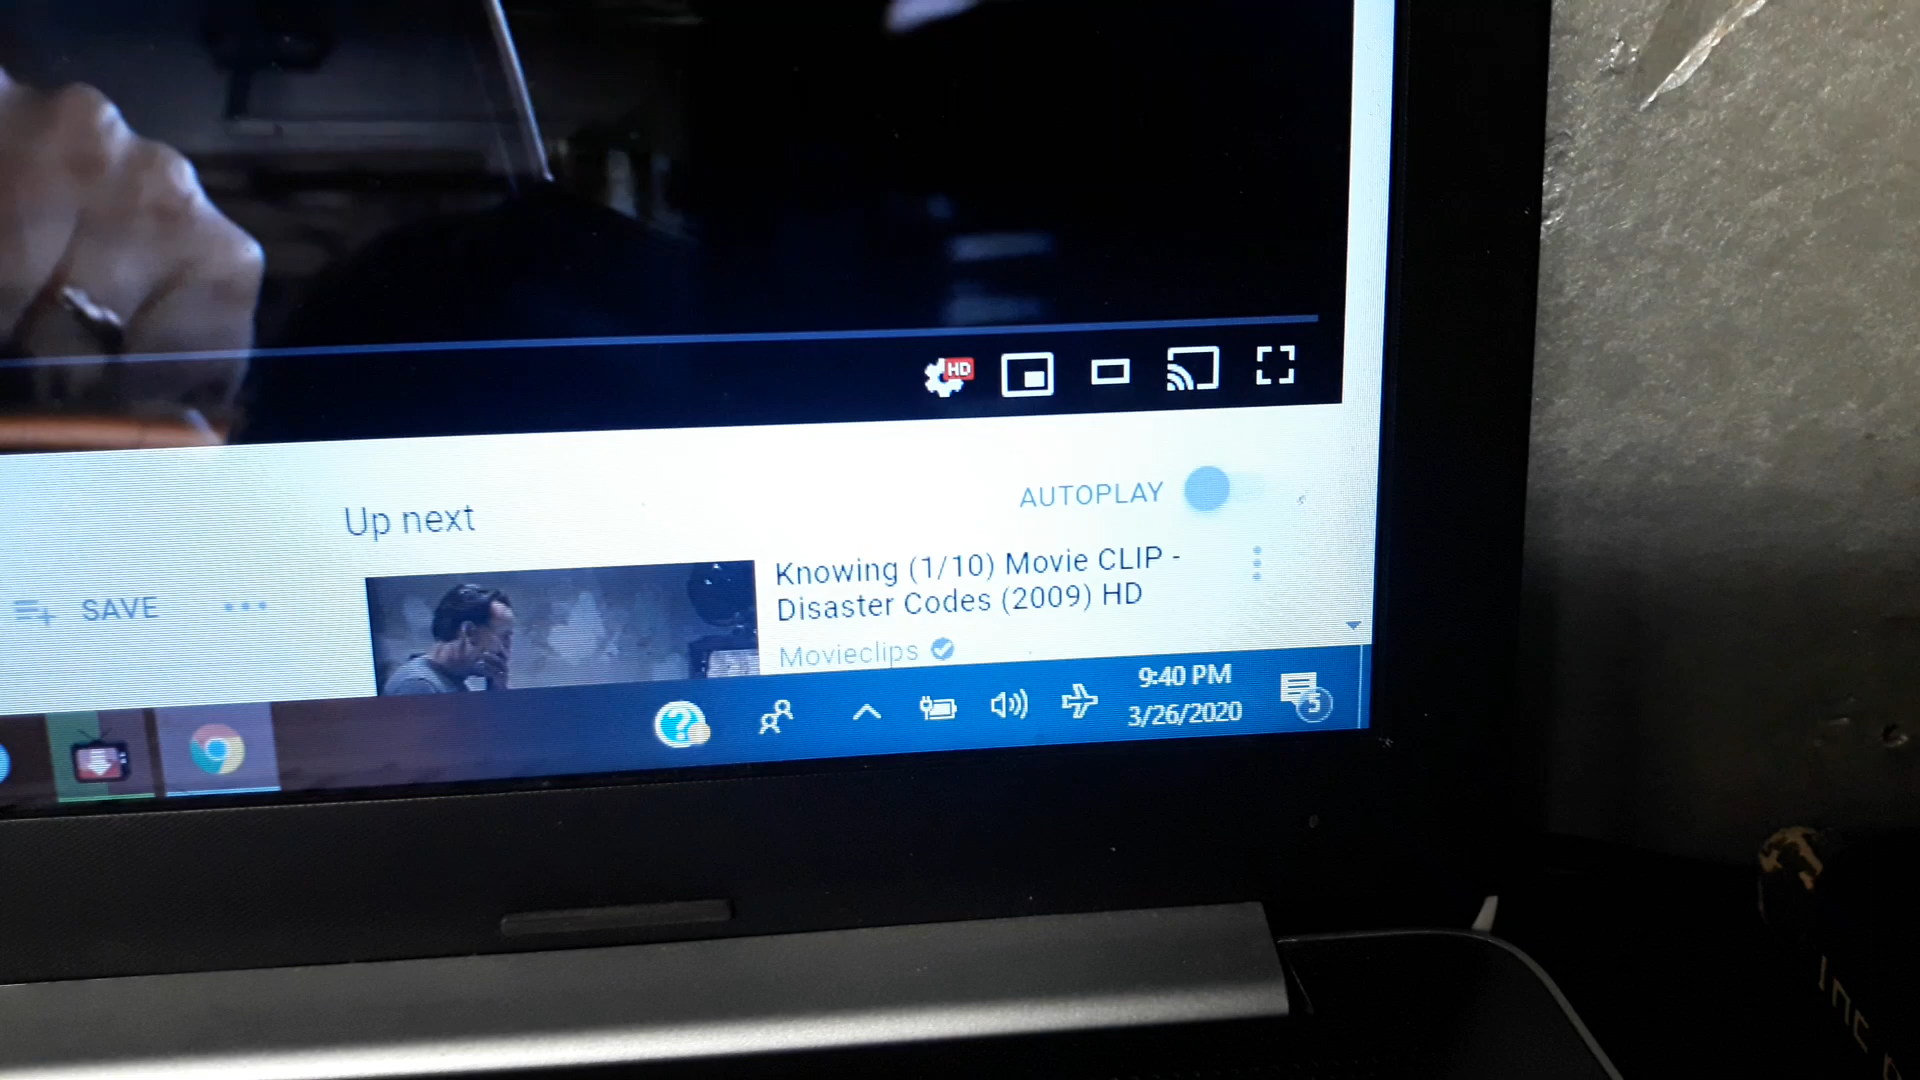 HD
AUTOPLAY
Up next
Knowing (1/10) Movie CLIP -
Disaster Codes (2009) HD
SAVE
Movieclips
9:40 PM
3/26/2020
5